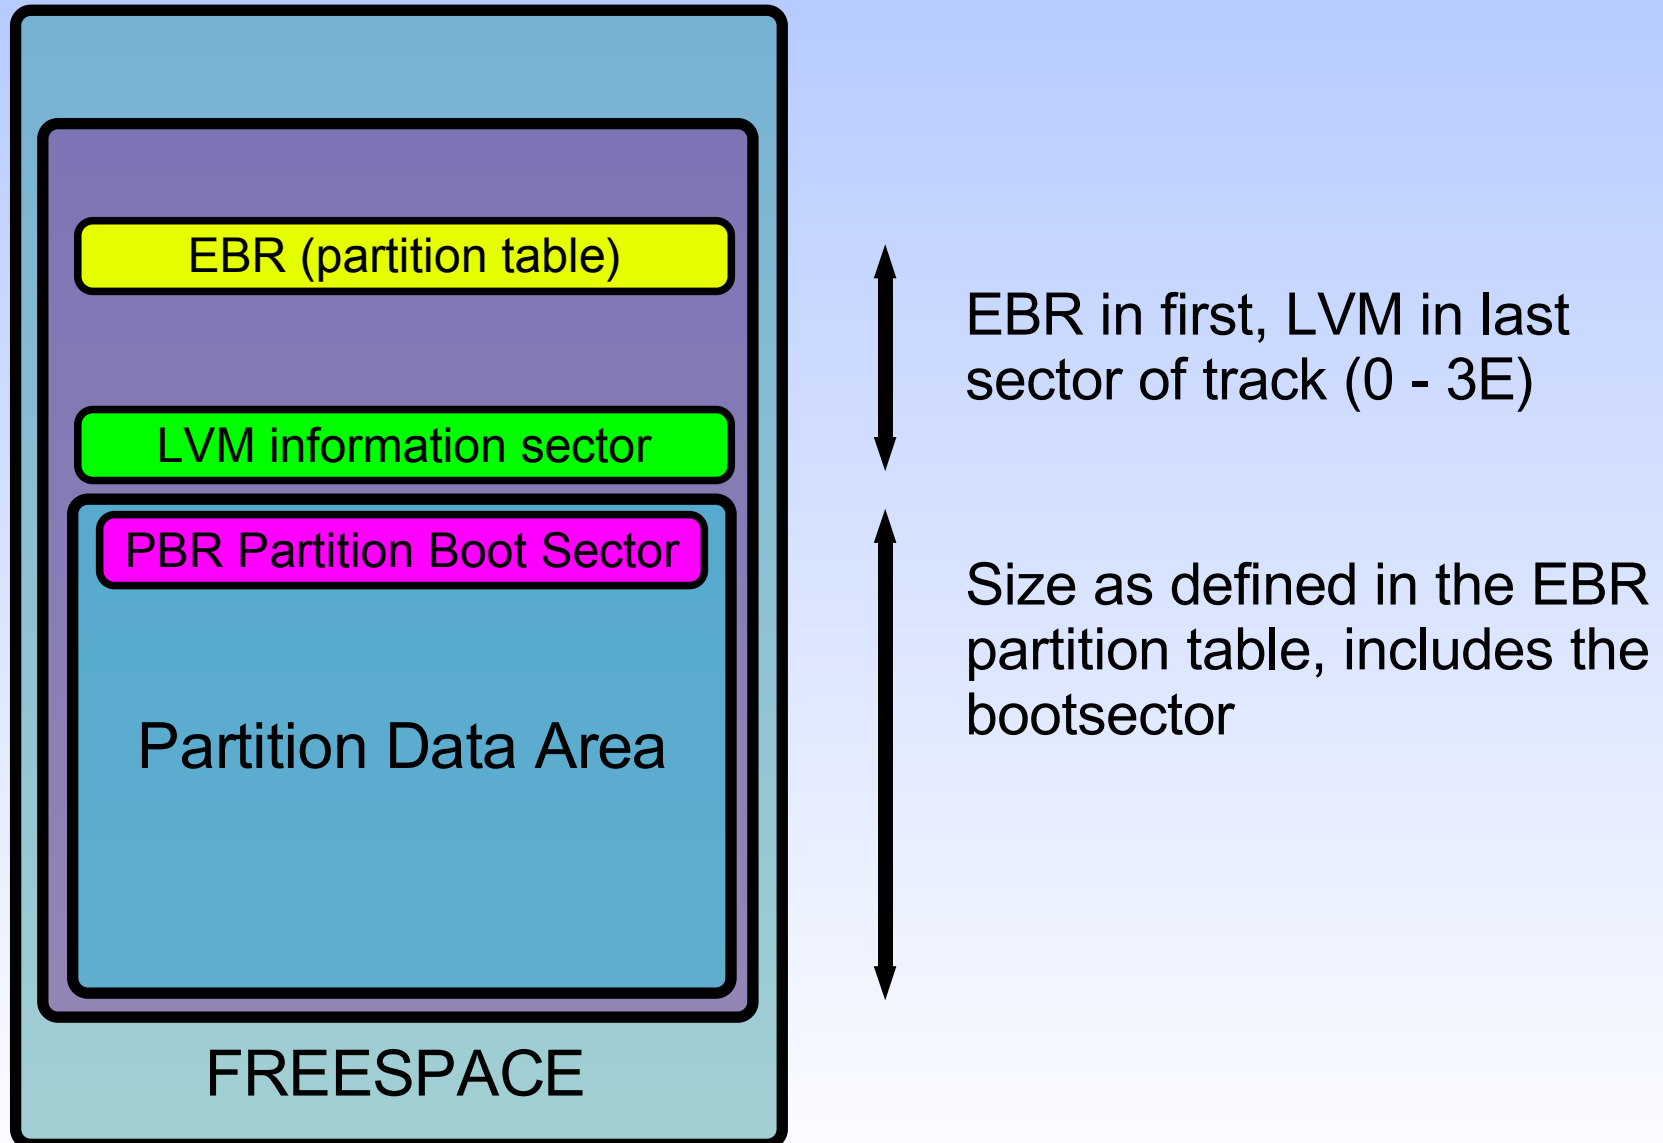 EBR (partition table)
LVM information sector
PBR Partition Boot Sector
Partition Data Area
FREESPACE
EBR in first, LVM in last
sector of track (0 - 3E)
Size as defined in the EBR
partition table, includes the
bootsector